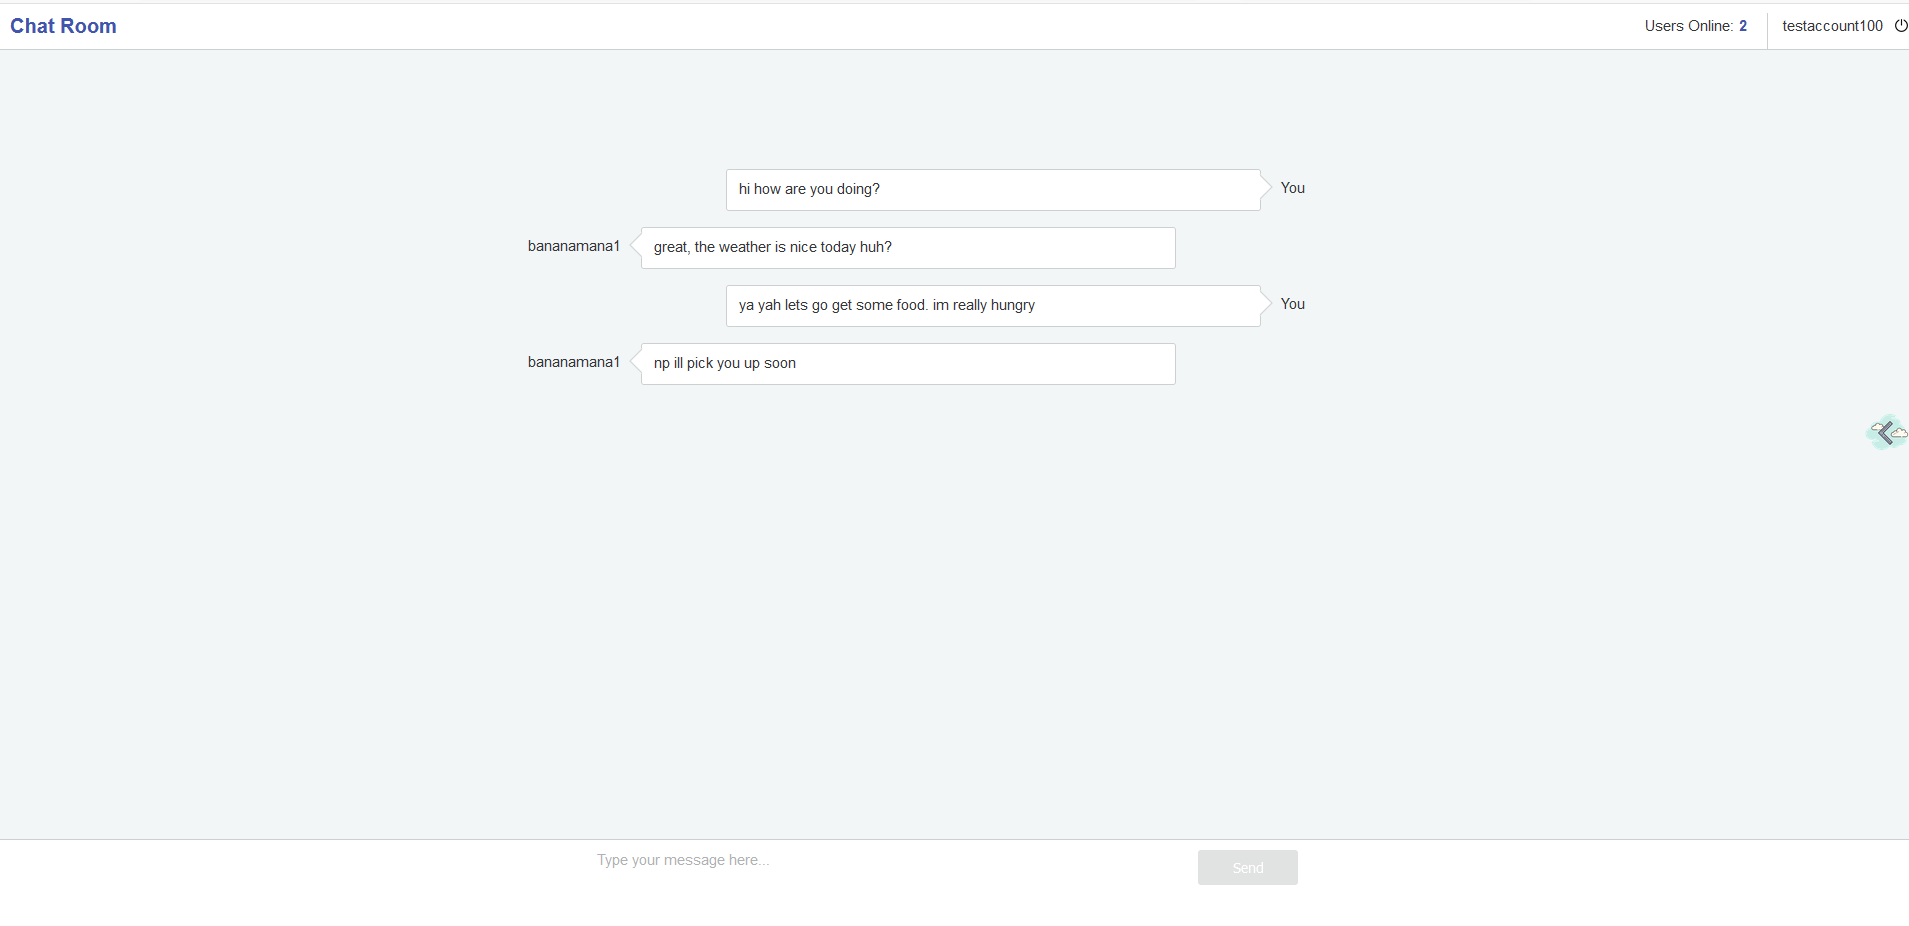 Chat Room
Users Online: 2
testaccount100
hi how are you doing?
You
bananamana1
great, the weather is nice today huh?
ya yah lets go get some food. im really hungry
You
bananamana1
np ill pick you up soon
Type your message here...
Send